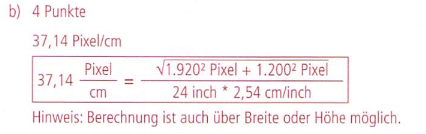 b) 4 Punkte
37,14 Pixel/cm
37,14 Pixel/cm = √1.920² Pixel + 1.200² Pixel / 24 inch * 2,54 cm/inch
Hinweis: Berechnung ist auch über Breite oder Höhe möglich.